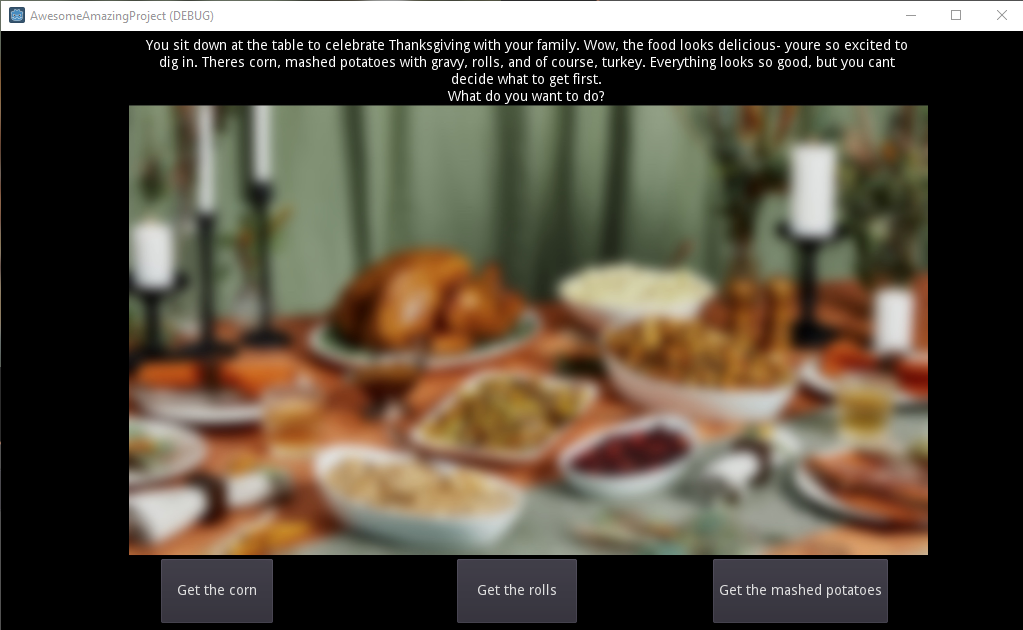 AwesomeAmazingProject (DEBUG)
You sit down at the table to celebrate Thanksgiving with your family. Wow, the food looks delicious- youre so excited to
dig in. Theres corn, mashed potatoes with gravy, rolls, and of course, turkey. Everything looks so good, but you cant
decide what to get first.
What do you want to do?
Get the corn
Get the rolls
Get the mashed potatoes